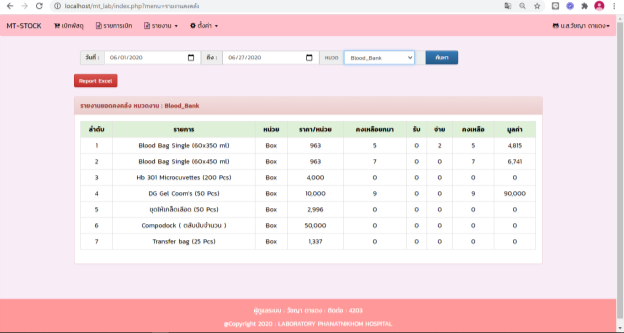 localhost/mt_lab/index.php?menu=รายงานคงคลัง
MT-STOCK เบิกพัสดุ รายการเบิก รายงาน ตั้งค่า น.ส.วัชญา ตาแดง
วันที่ : 06/01/2020 ถึง : 06/27/2020 หมวด Blood_Bank ค้นหา
Report Excel
รายงานยอดคงคลัง หมวดงาน : Blood_Bank
ลำดับ รายการ หน่วย ราคา/หน่วย คงเหลือยกมา รับ จ่าย คงเหลือ มูลค่า
1 Blood Bag Single (60x350 ml) Box 963 5 0 2 5 4,815
2 Blood Bag Single (60x450 ml) Box 963 7 0 0 7 6,741
3 Hb 301 Microcuvettes (200 Pcs) Box 4,000 0 0 0 0 0
4 DG Gel Coom's (50 Pcs) Box 10,000 9 0 0 9 90,000
5 ชุดให้เกล็ดเลือด (50 Pcs) Box 2,996 0 0 0 0 0
6 Compodock ( ตลับนับจำนวน ) Box 50,000 0 0 0 0 0
7 Transfer bag (25 Pcs) Box 1,337 0 0 0 0 0
ผู้ดูแลระบบ : วัชญา ตาแดง : ติดต่อ : 4203
@Copyright 2020 : LABORATORY PHANATNIKHOM HOSPITAL